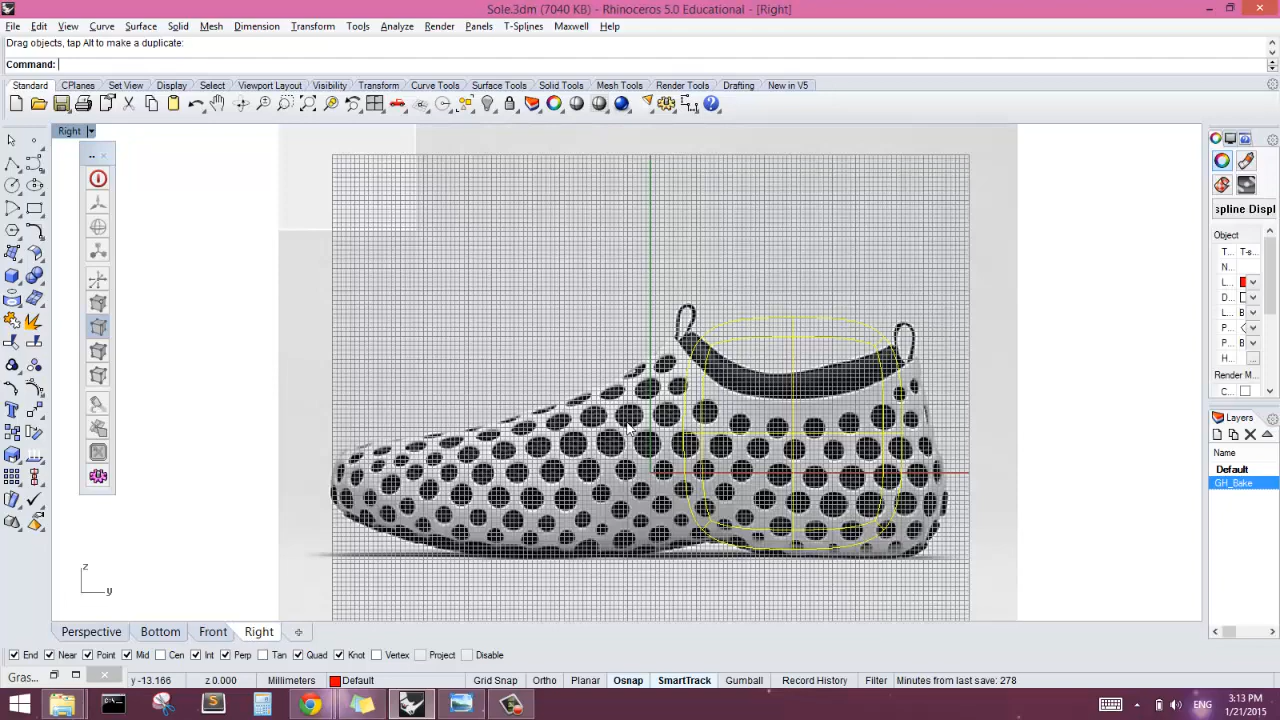 Sole.3dm (7040 KB) - Rhinoceros 5.0 Educational - [Right]
File Edit View Curve Surface Solid Mesh Dimension Transform Tools Analyze Render Panels T-Splines Maxwell Help
Drag objects, tap Alt to make a duplicate:
Command:
Standard CPlanes Set View Display Select Viewport Layout Visibility Transform Curve Tools Surface Tools Solid Tools Mesh Tools Render Tools Drafting New in V5
Right
spline Displ
Object
T... T-s
N...
L...
D...
L... B
P...
P... B
H... ...
Render M...
C...
Layers
Name
Default
GH_Bake
z
y
Perspective Bottom Front Right
End Near Point Mid Cen Int Perp Tan Quad Knot Vertex Project Disable
Gras...
y -13.166 z 0.000 Millimeters Default Grid Snap Ortho Planar Osnap SmartTrack Gumball Record History Filter Minutes from last save: 278
ENG
3:13 PM
1/21/2015